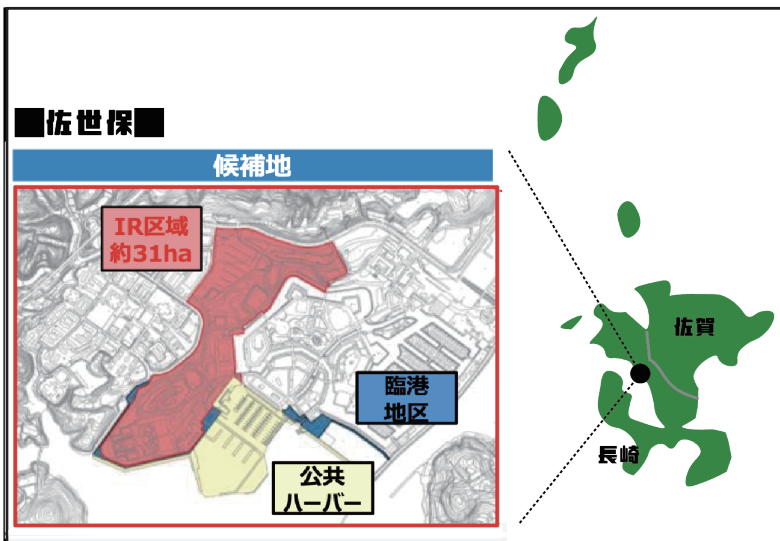 ■佐世保■
候補地
IR区域
約31ha
臨港
地区
公共
ハーバー
佐賀
長崎